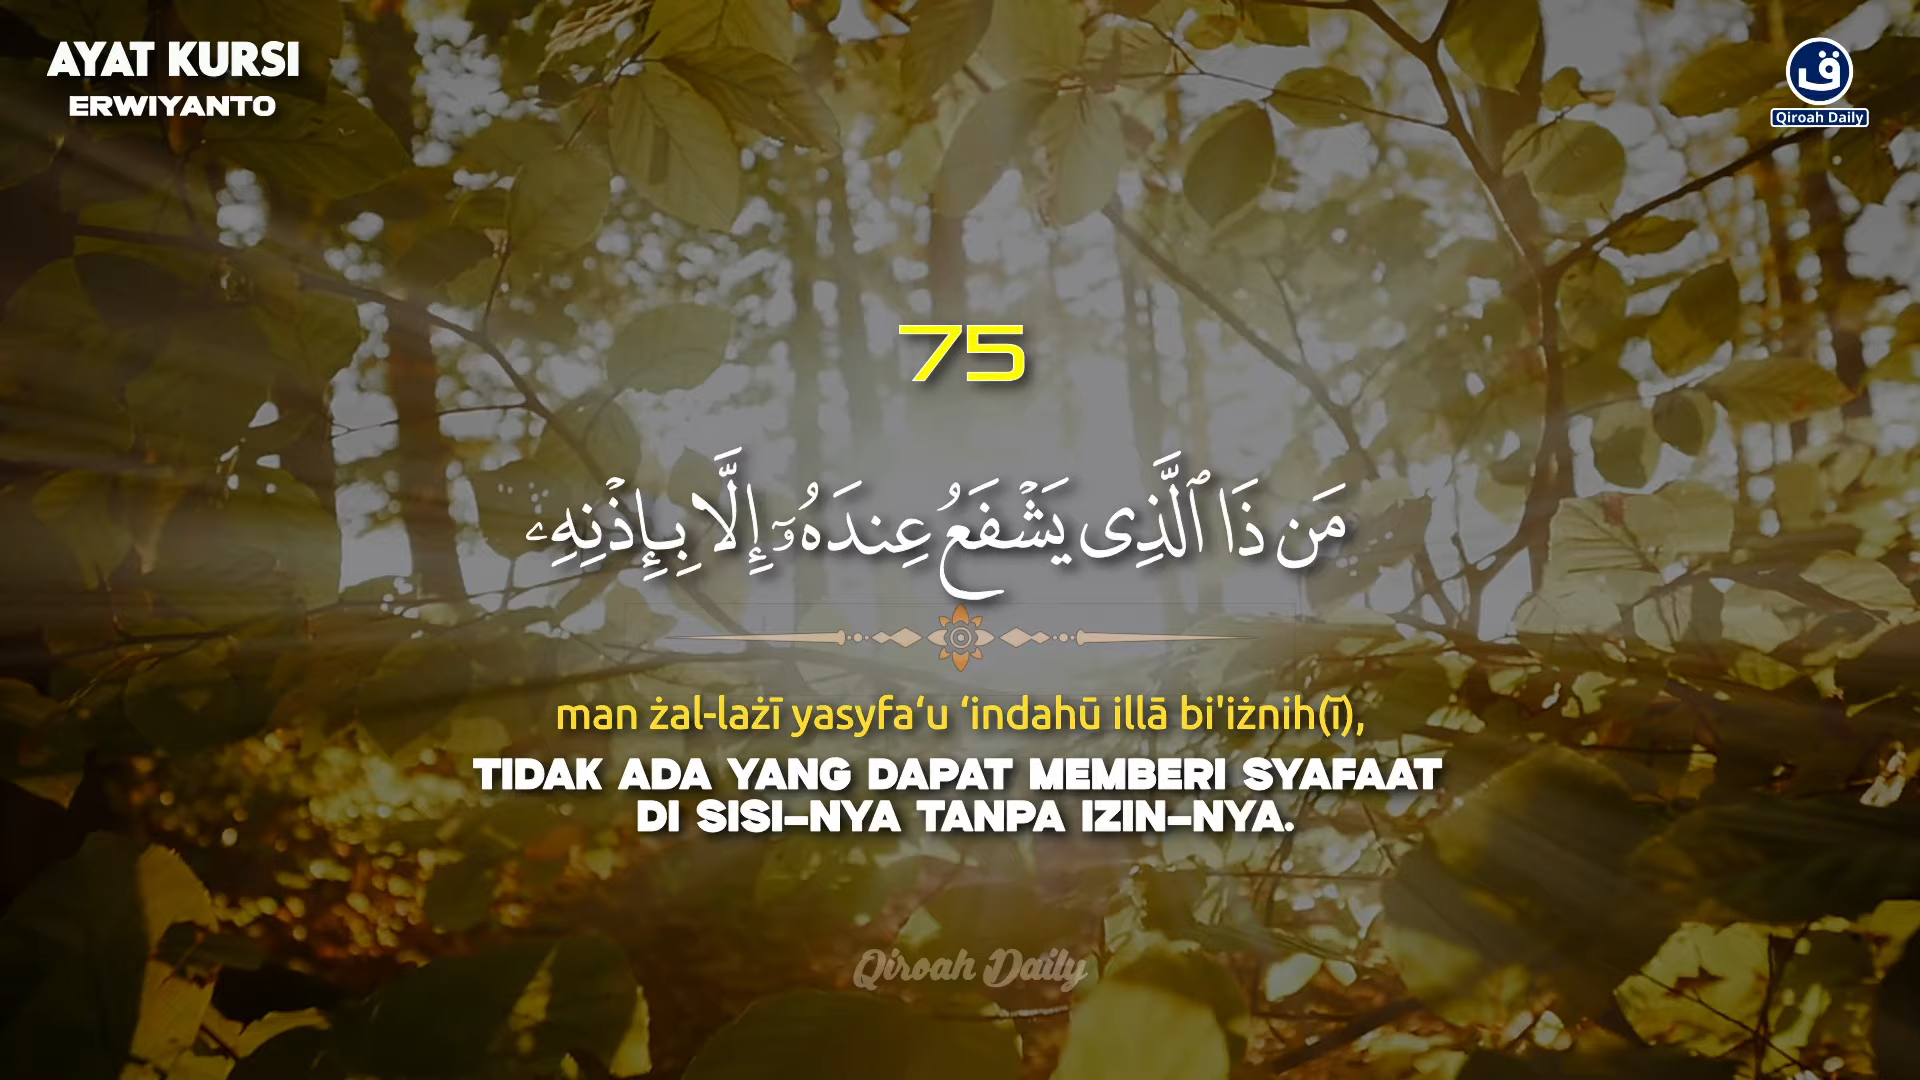 AYAT KURSI
ERWIYANTO
ق
Qiroah Daily
75
مَن ذَا ٱلَّذِى يَشْفَعُ عِندَهُۥٓ إِلَّا بِإِذْنِهِۦ
man żal-lażī yasyfa‘u ‘indahū illā bi'iżnih(ī),
TIDAK ADA YANG DAPAT MEMBERI SYAFAAT
DI SISI-NYA TANPA IZIN-NYA.
Qiroah Daily